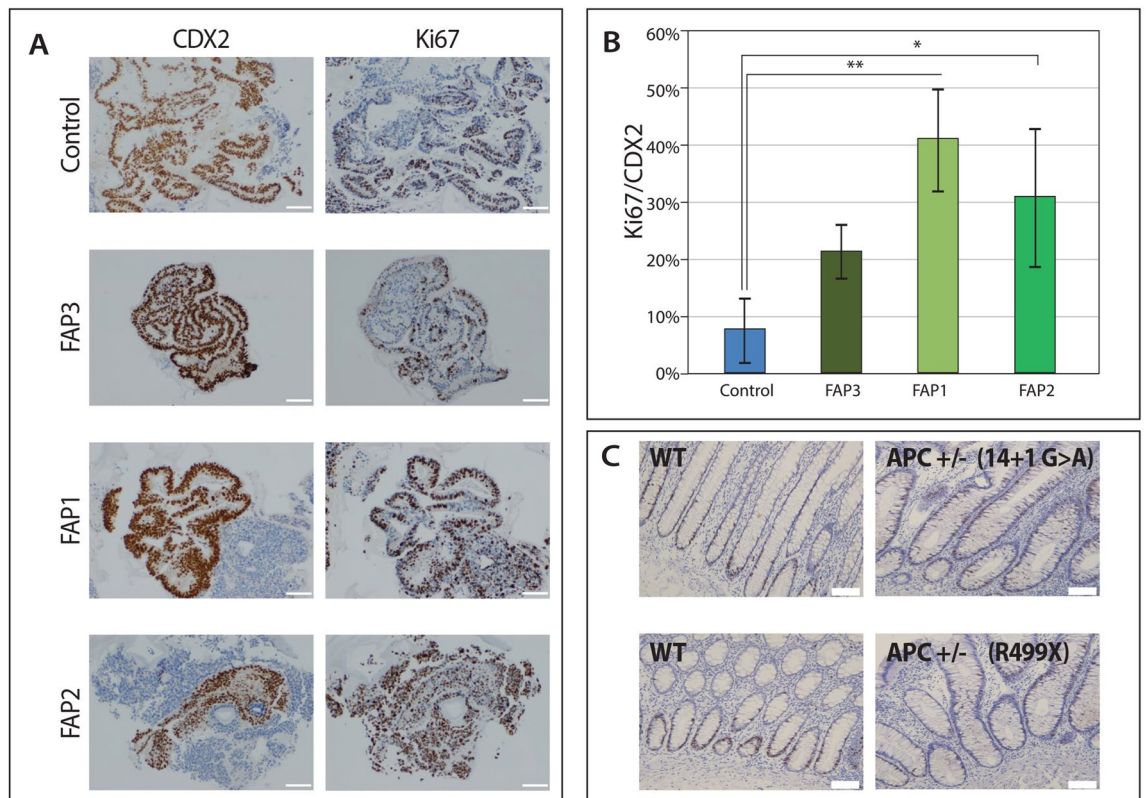 A
CDX2 Ki67
Control
FAP3
FAP1
FAP2
B
60%
50%
40%
30%
20%
10%
0%
Ki67/CDX2
*
**
Control FAP3 FAP1 FAP2
C
WT APC +/- (14+1 G>A)
WT APC +/- (R499X)